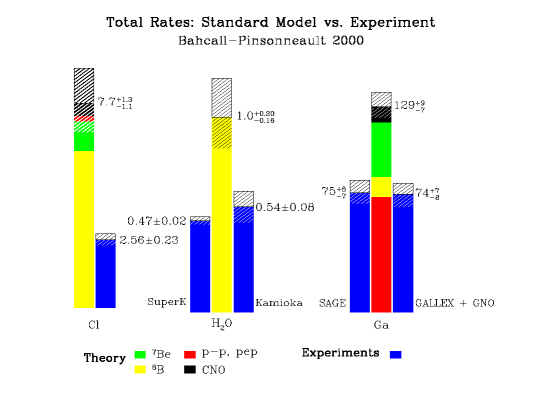 Total Rates: Standard Model vs. Experiment
Bahcall–Pinsonneault 2000
7.7+1.3−1.1
1.0+0.20−0.16
129+9−7
75+6−7
74+7−8
0.47±0.02
0.54±0.08
2.56±0.23
SuperK
Kamioka
SAGE
GALLEX + GNO
Cl
H2O
Ga
Theory
7Be
p−p, pep
Experiments
8B
CNO